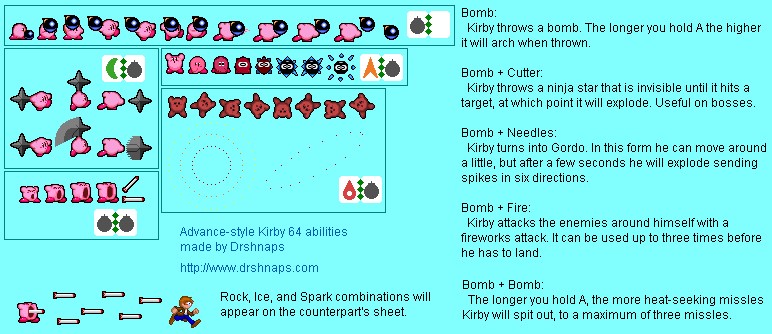 Bomb:
Kirby throws a bomb. The longer you hold A the higher
it will arch when thrown.
Bomb + Cutter:
Kirby throws a ninja star that is invisible until it hits a
target, at which point it will explode. Useful on bosses.
Bomb + Needles:
Kirby turns into Gordo. In this form he can move around
a little, but after a few seconds he will explode sending
spikes in six directions.
Bomb + Fire:
Kirby attacks the enemies around himself with a
fireworks attack. It can be used up to three times before
he has to land.
Bomb + Bomb:
The longer you hold A, the more heat-seeking missles
Kirby will spit out, to a maximum of three missles.
Advance-style Kirby 64 abilities
made by Drshnaps
http://www.drshnaps.com
Rock, Ice, and Spark combinations will
appear on the counterpart's sheet.